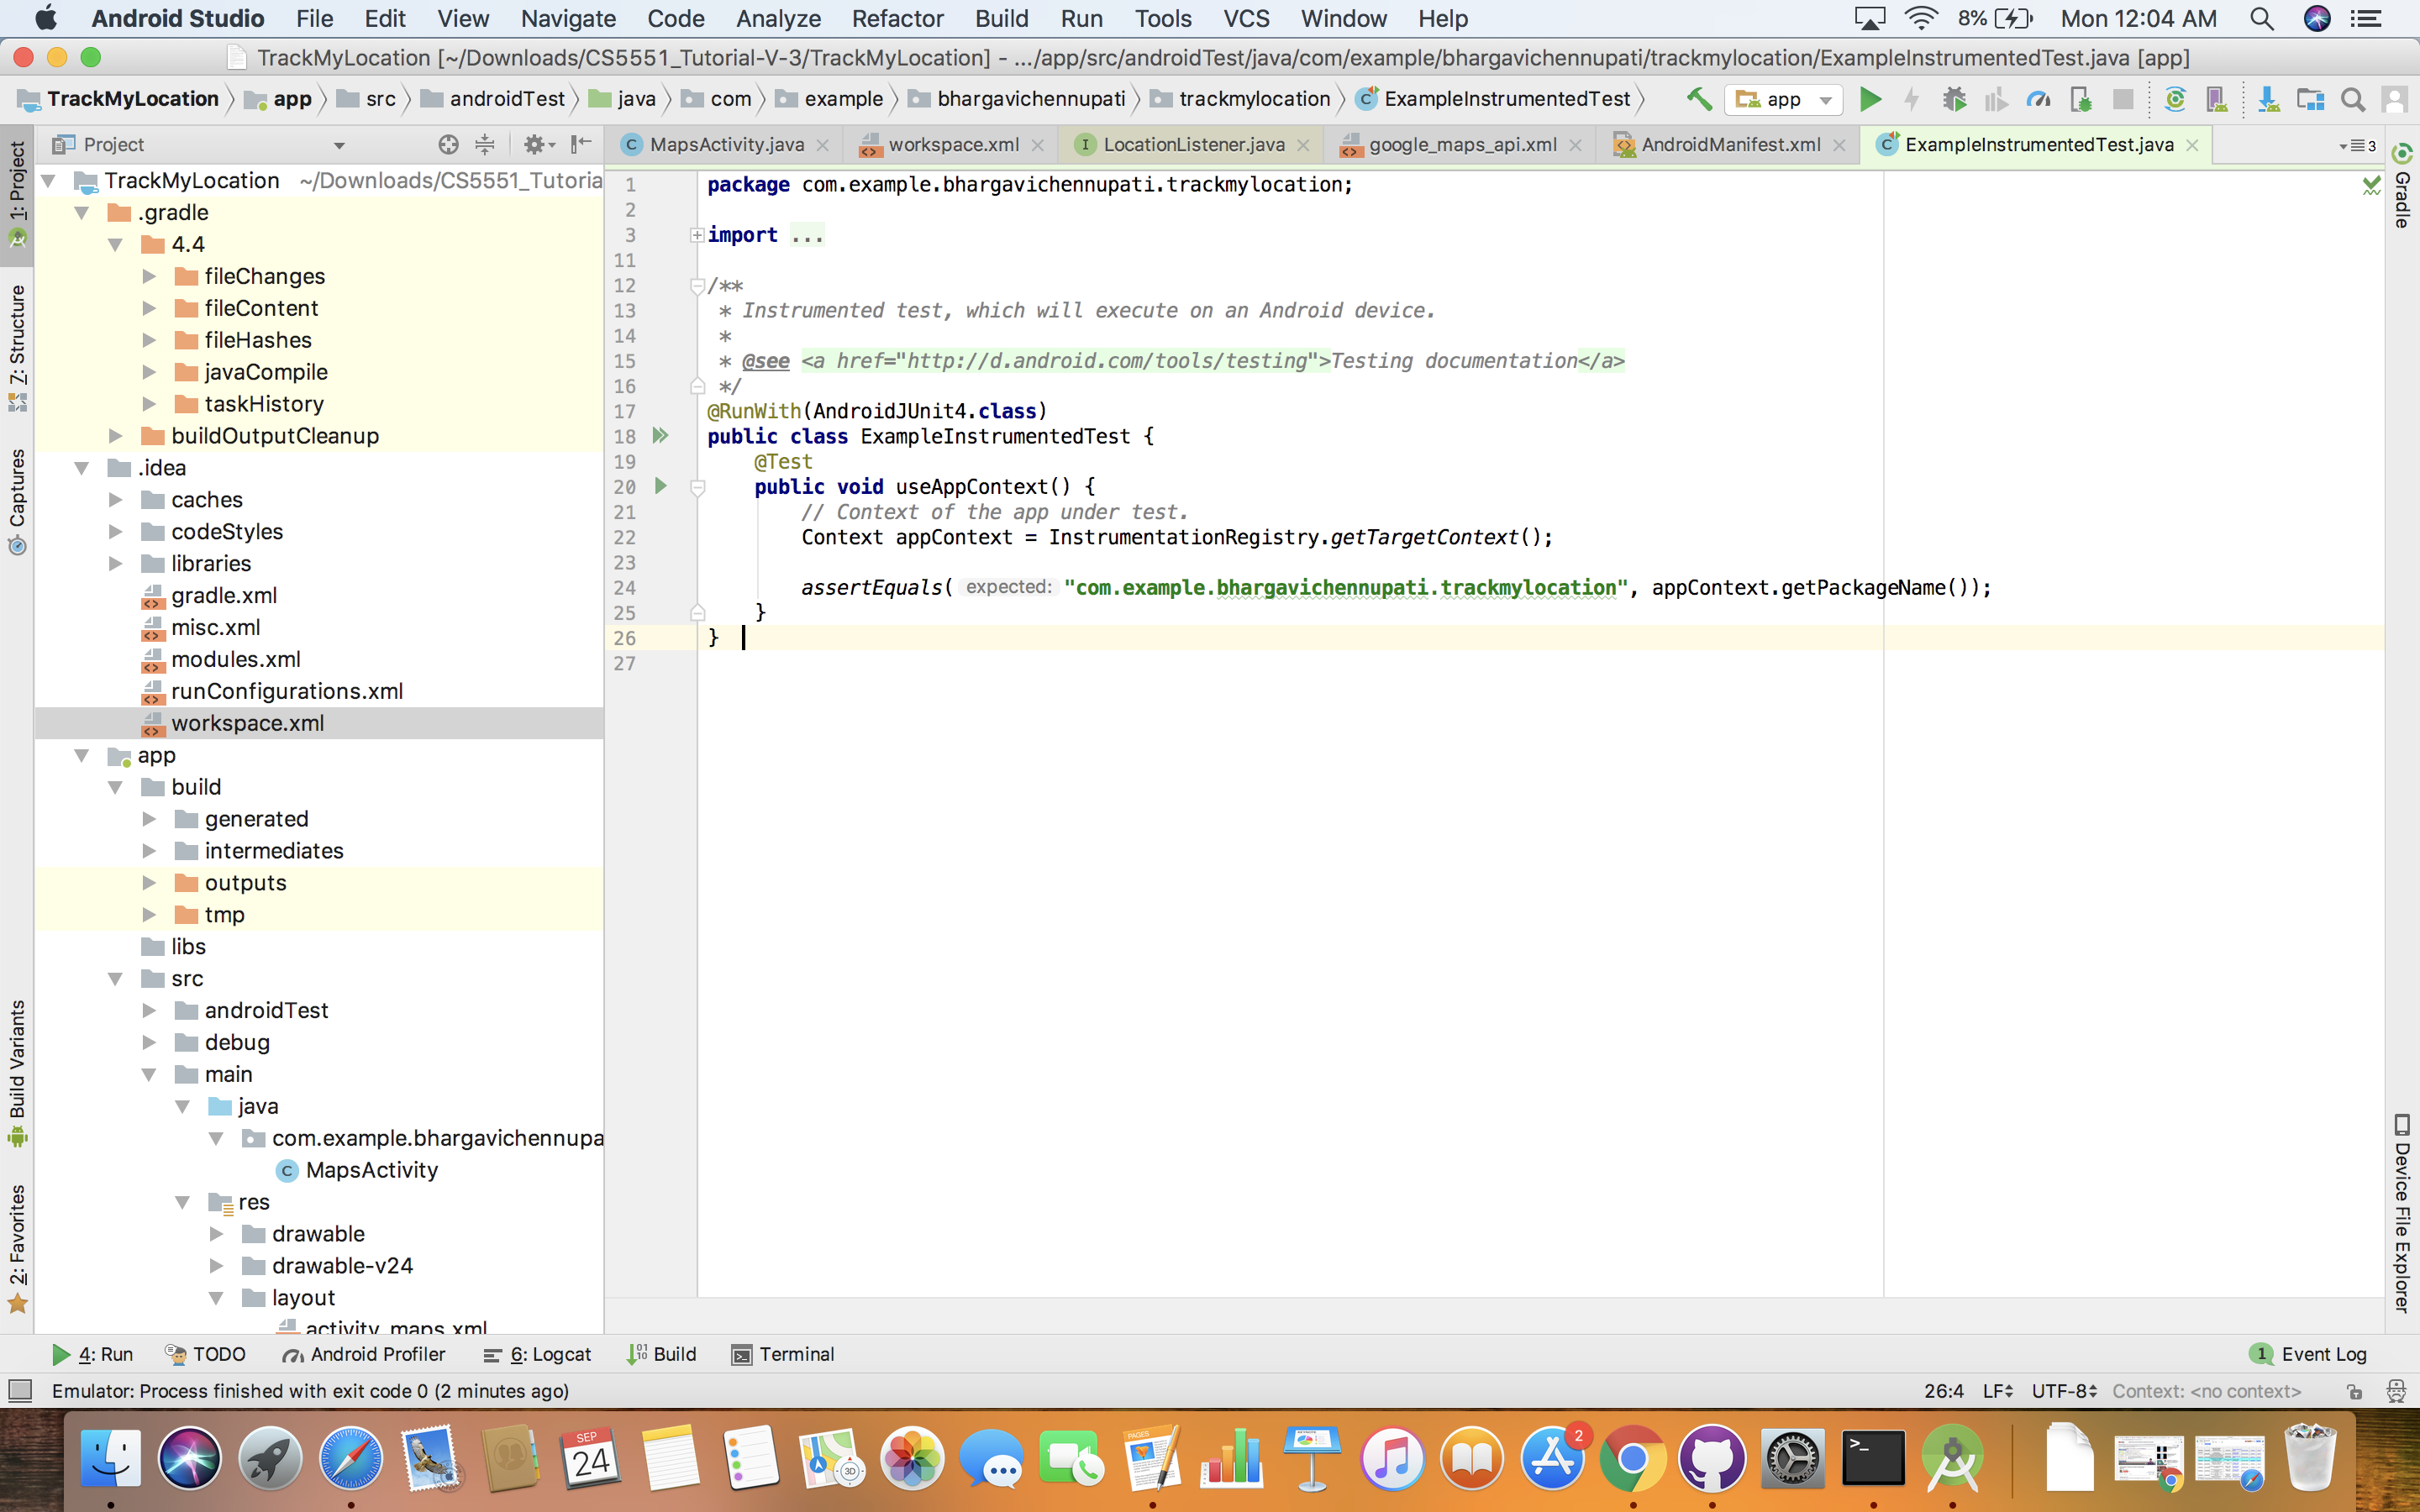 Android Studio File Edit View Navigate Code Analyze Refactor Build Run Tools VCS Window Help 8% Mon 12:04 AM
TrackMyLocation [~/Downloads/CS5551_Tutorial-V-3/TrackMyLocation] - .../app/src/androidTest/java/com/example/bhargavichennupati/trackmylocation/ExampleInstrumentedTest.java [app]
TrackMyLocation app src androidTest java com example bhargavichennupati trackmylocation ExampleInstrumentedTest app
Project MapsActivity.java workspace.xml LocationListener.java google_maps_api.xml AndroidManifest.xml ExampleInstrumentedTest.java 3
1: Project
Z: Structure
Captures
Build Variants
2: Favorites
TrackMyLocation ~/Downloads/CS5551_Tutoria
.gradle
4.4
fileChanges
fileContent
fileHashes
javaCompile
taskHistory
buildOutputCleanup
.idea
caches
codeStyles
libraries
gradle.xml
misc.xml
modules.xml
runConfigurations.xml
workspace.xml
app
build
generated
intermediates
outputs
tmp
libs
src
androidTest
debug
main
java
com.example.bhargavichennupa
MapsActivity
res
drawable
drawable-v24
layout
activity_maps.xml
1 package com.example.bhargavichennupati.trackmylocation;
2
3 import ...
11
12 /**
13 * Instrumented test, which will execute on an Android device.
14 *
15 * @see <a href="http://d.android.com/tools/testing">Testing documentation</a>
16 */
17 @RunWith(AndroidJUnit4.class)
18 public class ExampleInstrumentedTest {
19 @Test
20 public void useAppContext() {
21 // Context of the app under test.
22 Context appContext = InstrumentationRegistry.getTargetContext();
23
24 assertEquals( expected: "com.example.bhargavichennupati.trackmylocation", appContext.getPackageName());
25 }
26 }
27
Gradle
Device File Explorer
4: Run TODO Android Profiler 6: Logcat Build Terminal 1 Event Log
Emulator: Process finished with exit code 0 (2 minutes ago) 26:4 LF UTF-8 Context: <no context>
SEP
24
3D
PAGES
2